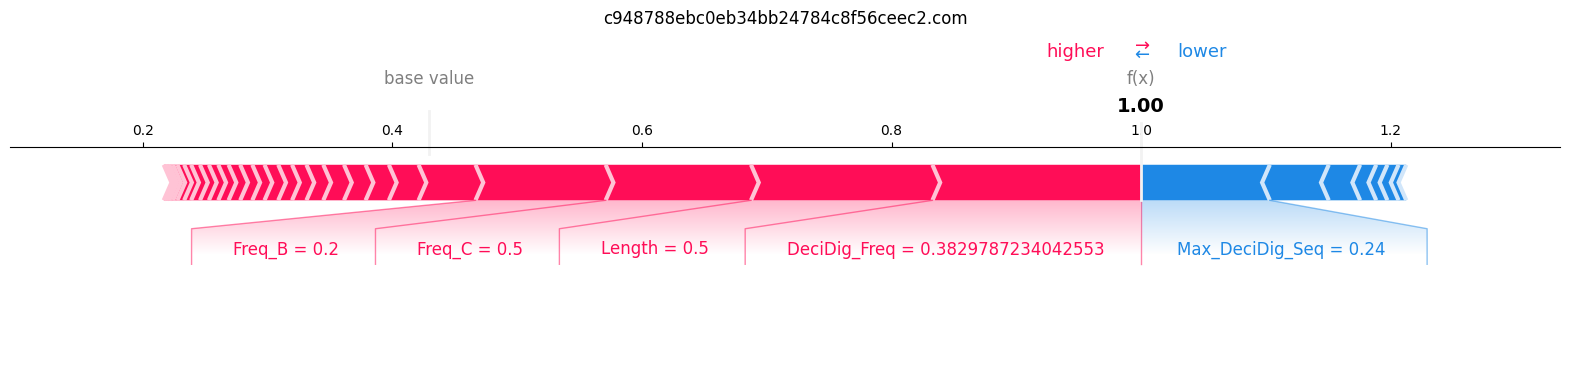 c948788ebc0eb34bb24784c8f56ceec2.com
higher → lower
←
base value f(x)
1.00
0.2 0.4 0.6 0.8 1.0 1.2
Freq_B = 0.2 Freq_C = 0.5 Length = 0.5 DeciDig_Freq = 0.3829787234042553 Max_DeciDig_Seq = 0.24